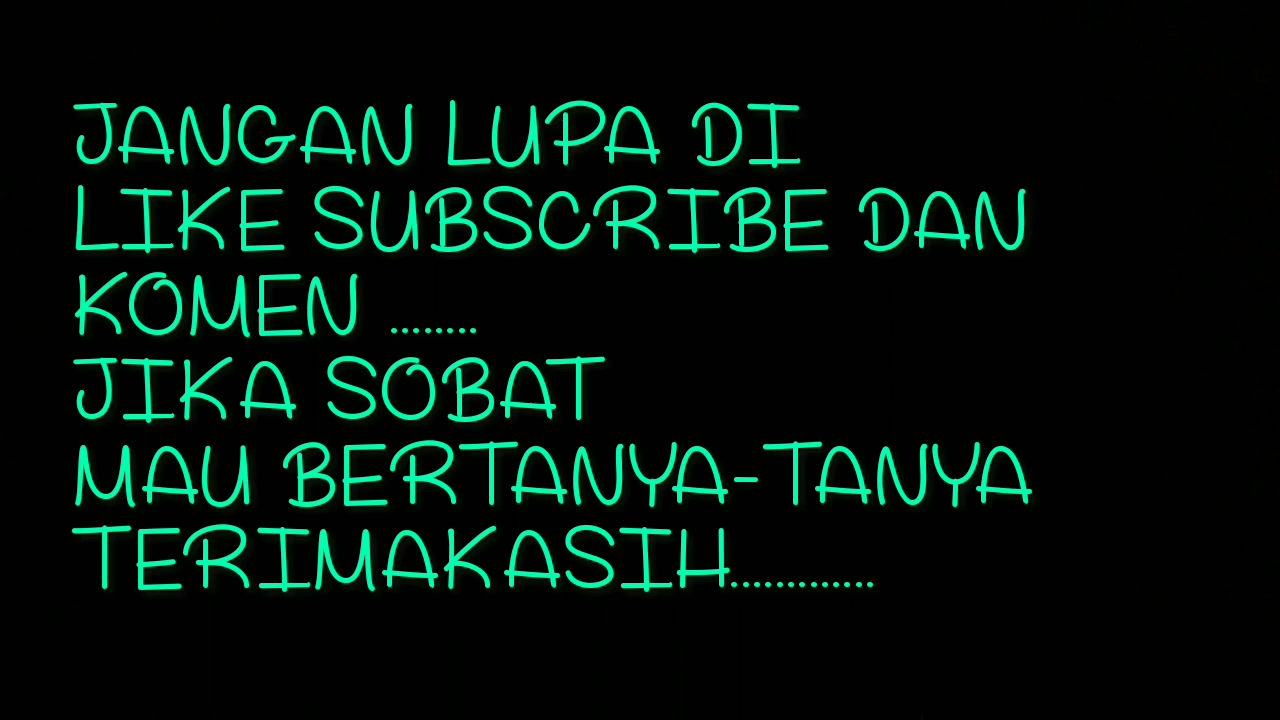 JANGAN LUPA DI
LIKE SUBSCRIBE DAN
KOMEN ........
JIKA SOBAT
MAU BERTANYA-TANYA
TERIMAKASIH.............